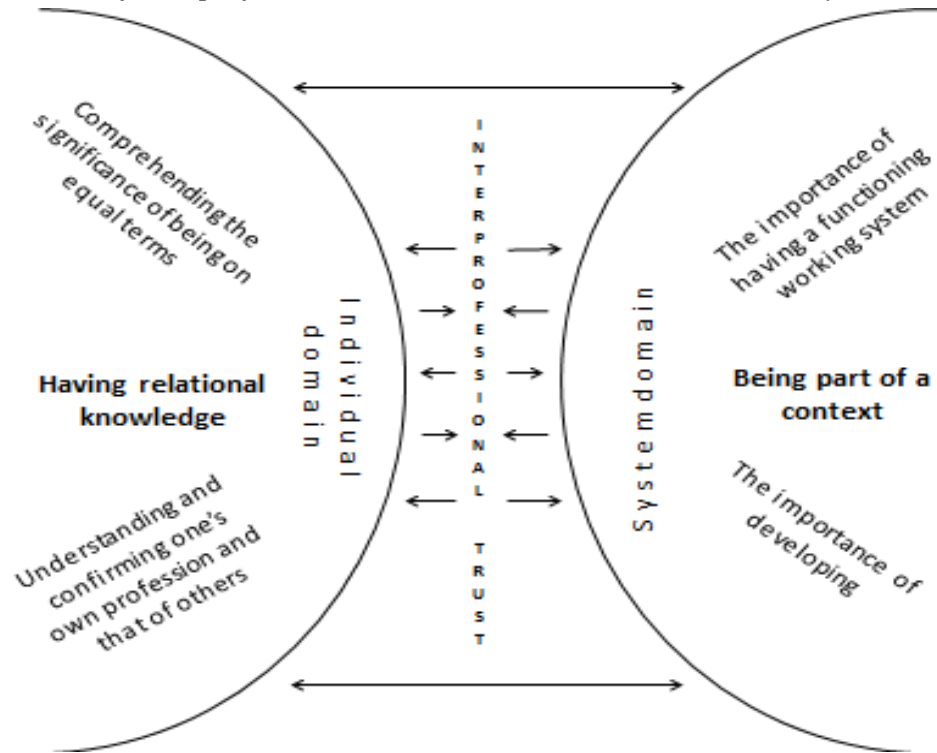 Comprehending the
significance of being on
equal terms
Having relational
knowledge
Understanding and
confirming one's
own profession and
that of others
Individual
domain
INTERPROFESSIONAL
TRUST
Systemdomain
The importance of
having a functioning
working system
Being part of a
context
The importance of
developing